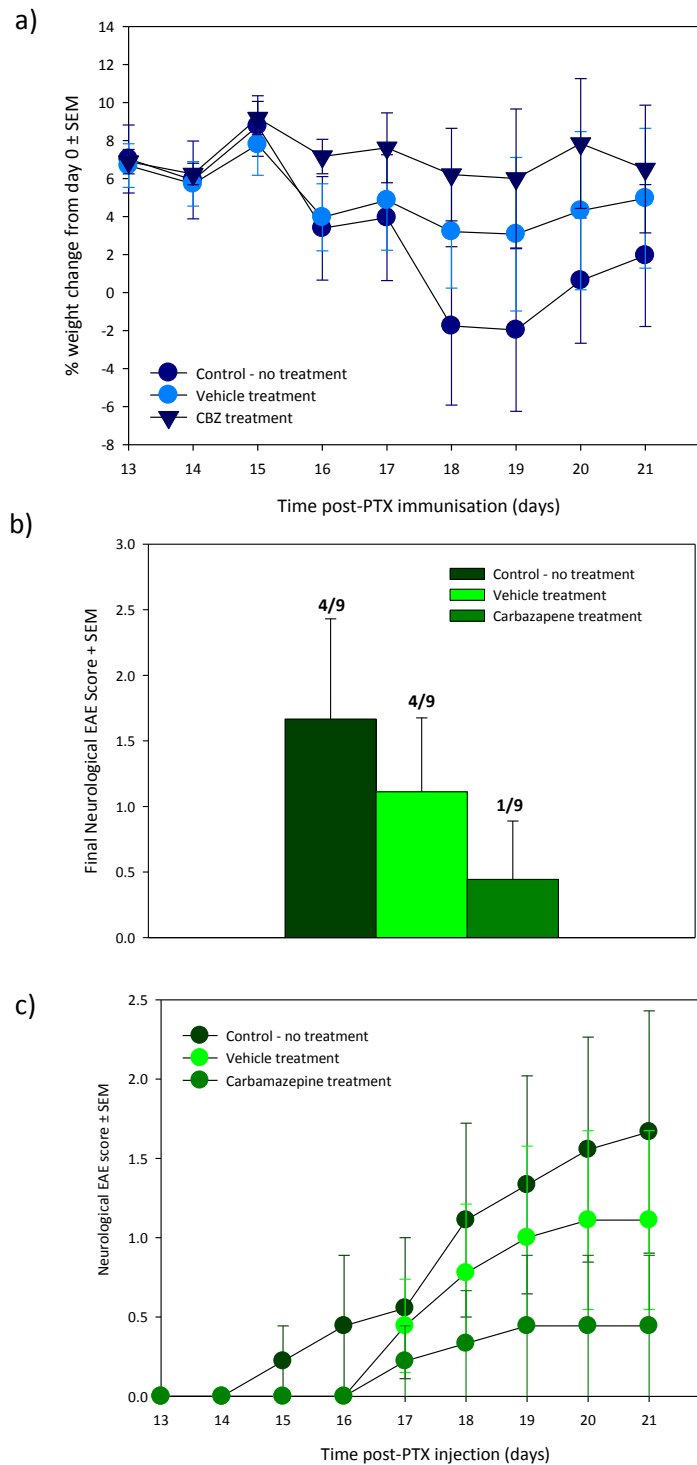 a)
14
12
10
8
6
4
2
0
-2
-4
-6
-8
% weight change from day 0 ± SEM
Control - no treatment
Vehicle treatment
CBZ treatment
13 14 15 16 17 18 19 20 21
Time post-PTX immunisation (days)
b)
3.0
2.5
2.0
1.5
1.0
0.5
0.0
Final Neurological EAE Score + SEM
Control - no treatment
Vehicle treatment
Carbazapene treatment
4/9
4/9
1/9
c)
2.5
2.0
1.5
1.0
0.5
0.0
Neurological EAE score ± SEM
Control - no treatment
Vehicle treatment
Carbamazepine treatment
13 14 15 16 17 18 19 20 21
Time post-PTX injection (days)